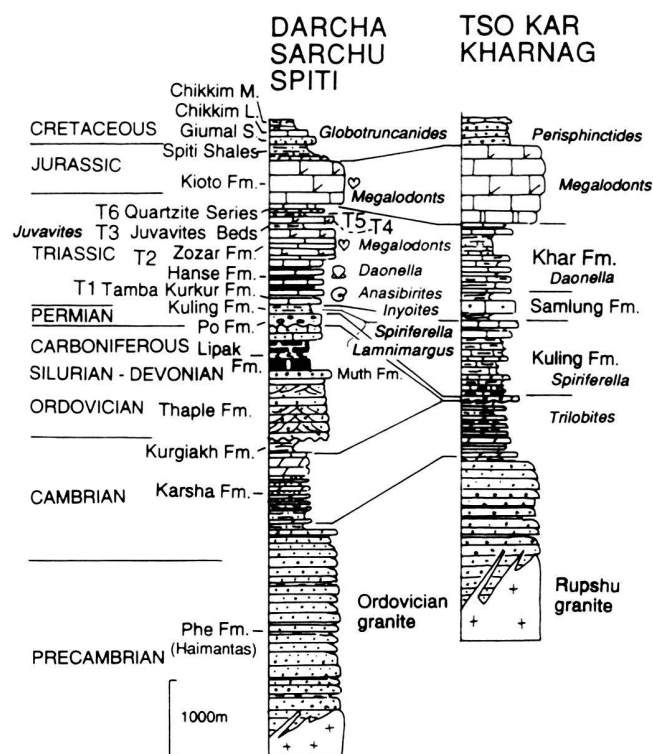 DARCHA
SARCHU
SPITI
TSO KAR
KHARNAG
Chikkim M.
Chikkim L.
CRETACEOUS Giumal S. Globotruncanides Perisphinctides
Spiti Shales
JURASSIC
Kioto Fm. Megalodonts Megalodonts
T6 Quartzite Series T5 T4
Juvavites T3 Juvavites Beds
TRIASSIC T2 Zozar Fm. Megalodonts Khar Fm.
Hanse Fm. Daonella Daonella
T1 Tamba Kurkur Fm. Anasibirites
Kuling Fm. Inyoites Samlung Fm.
PERMIAN
Po Fm. Spiriferella
CARBONIFEROUS Lipak Lamnimargus Kuling Fm.
Fm.
SILURIAN - DEVONIAN Muth Fm. Spiriferella
ORDOVICIAN Thaple Fm. Trilobites
Kurgiakh Fm.
CAMBRIAN Karsha Fm.
Ordovician
granite
Rupshu
granite
Phe Fm.
(Haimantas)
PRECAMBRIAN
1000m